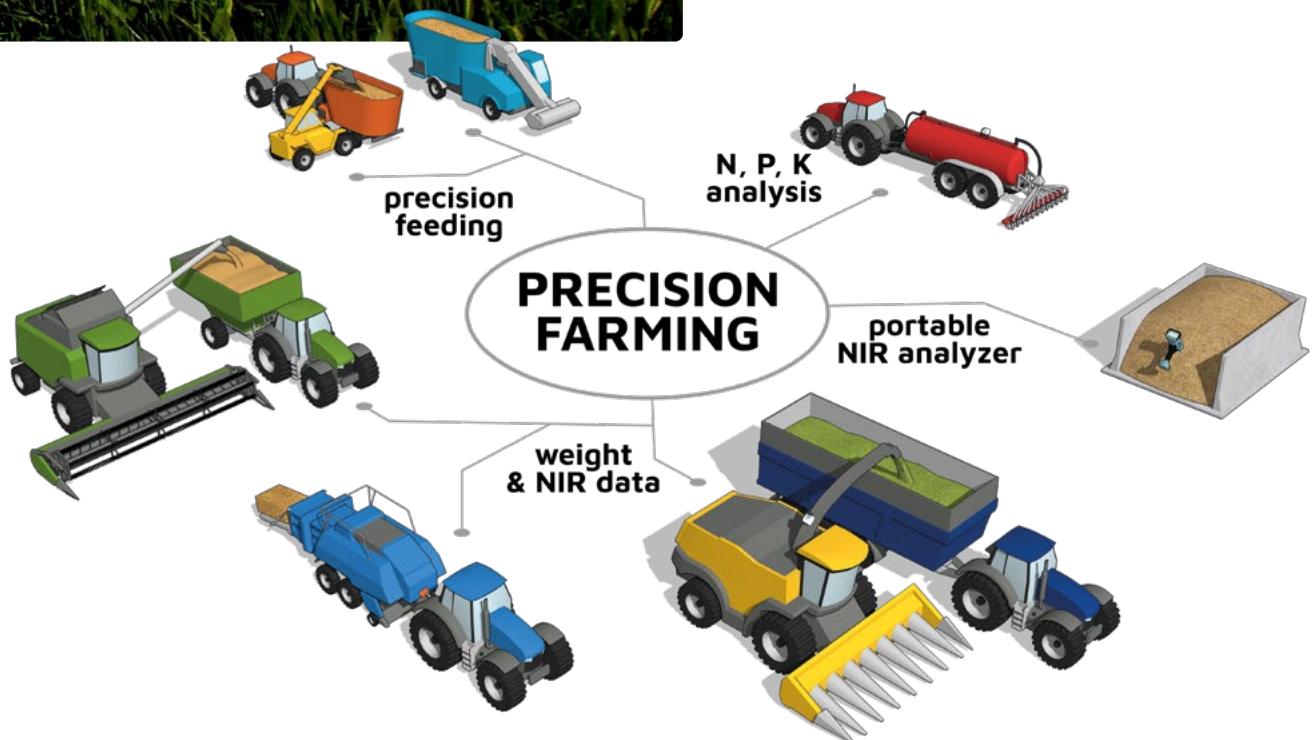 N, P, K
analysis
precision
feeding
PRECISION
FARMING
portable
NIR analyzer
weight
& NIR data